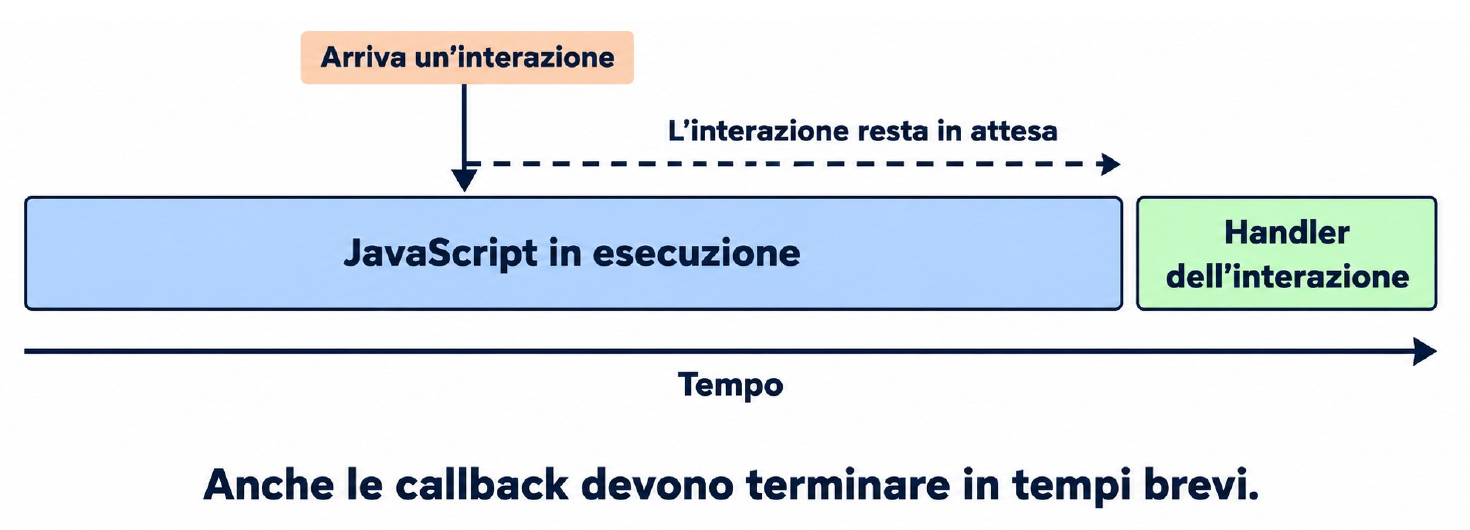 Arriva un’interazione
L’interazione resta in attesa
JavaScript in esecuzione
Handler
dell’interazione
Tempo
Anche le callback devono terminare in tempi brevi.